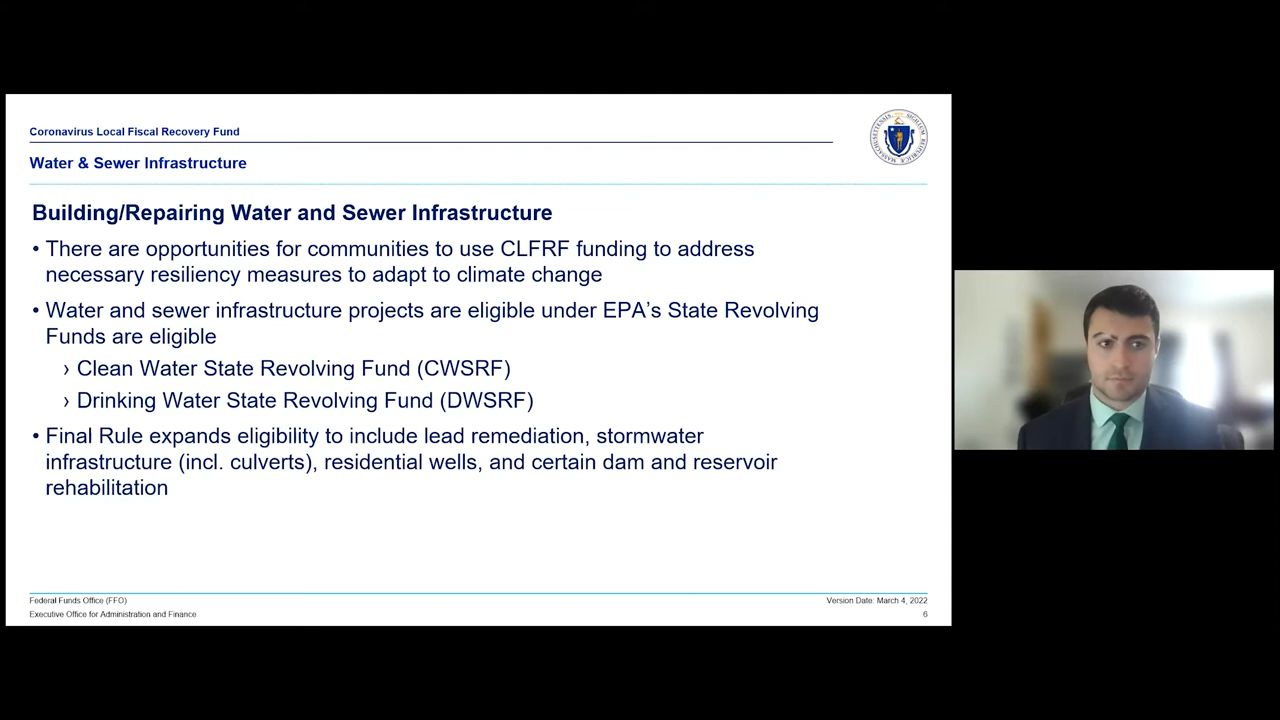 Coronavirus Local Fiscal Recovery Fund
Water & Sewer Infrastructure
Building/Repairing Water and Sewer Infrastructure
• There are opportunities for communities to use CLFRF funding to address
necessary resiliency measures to adapt to climate change
• Water and sewer infrastructure projects are eligible under EPA’s State Revolving
Funds are eligible
› Clean Water State Revolving Fund (CWSRF)
› Drinking Water State Revolving Fund (DWSRF)
• Final Rule expands eligibility to include lead remediation, stormwater
infrastructure (incl. culverts), residential wells, and certain dam and reservoir
rehabilitation
Federal Funds Office (FFO)
Version Date: March 4, 2022
Executive Office for Administration and Finance
6